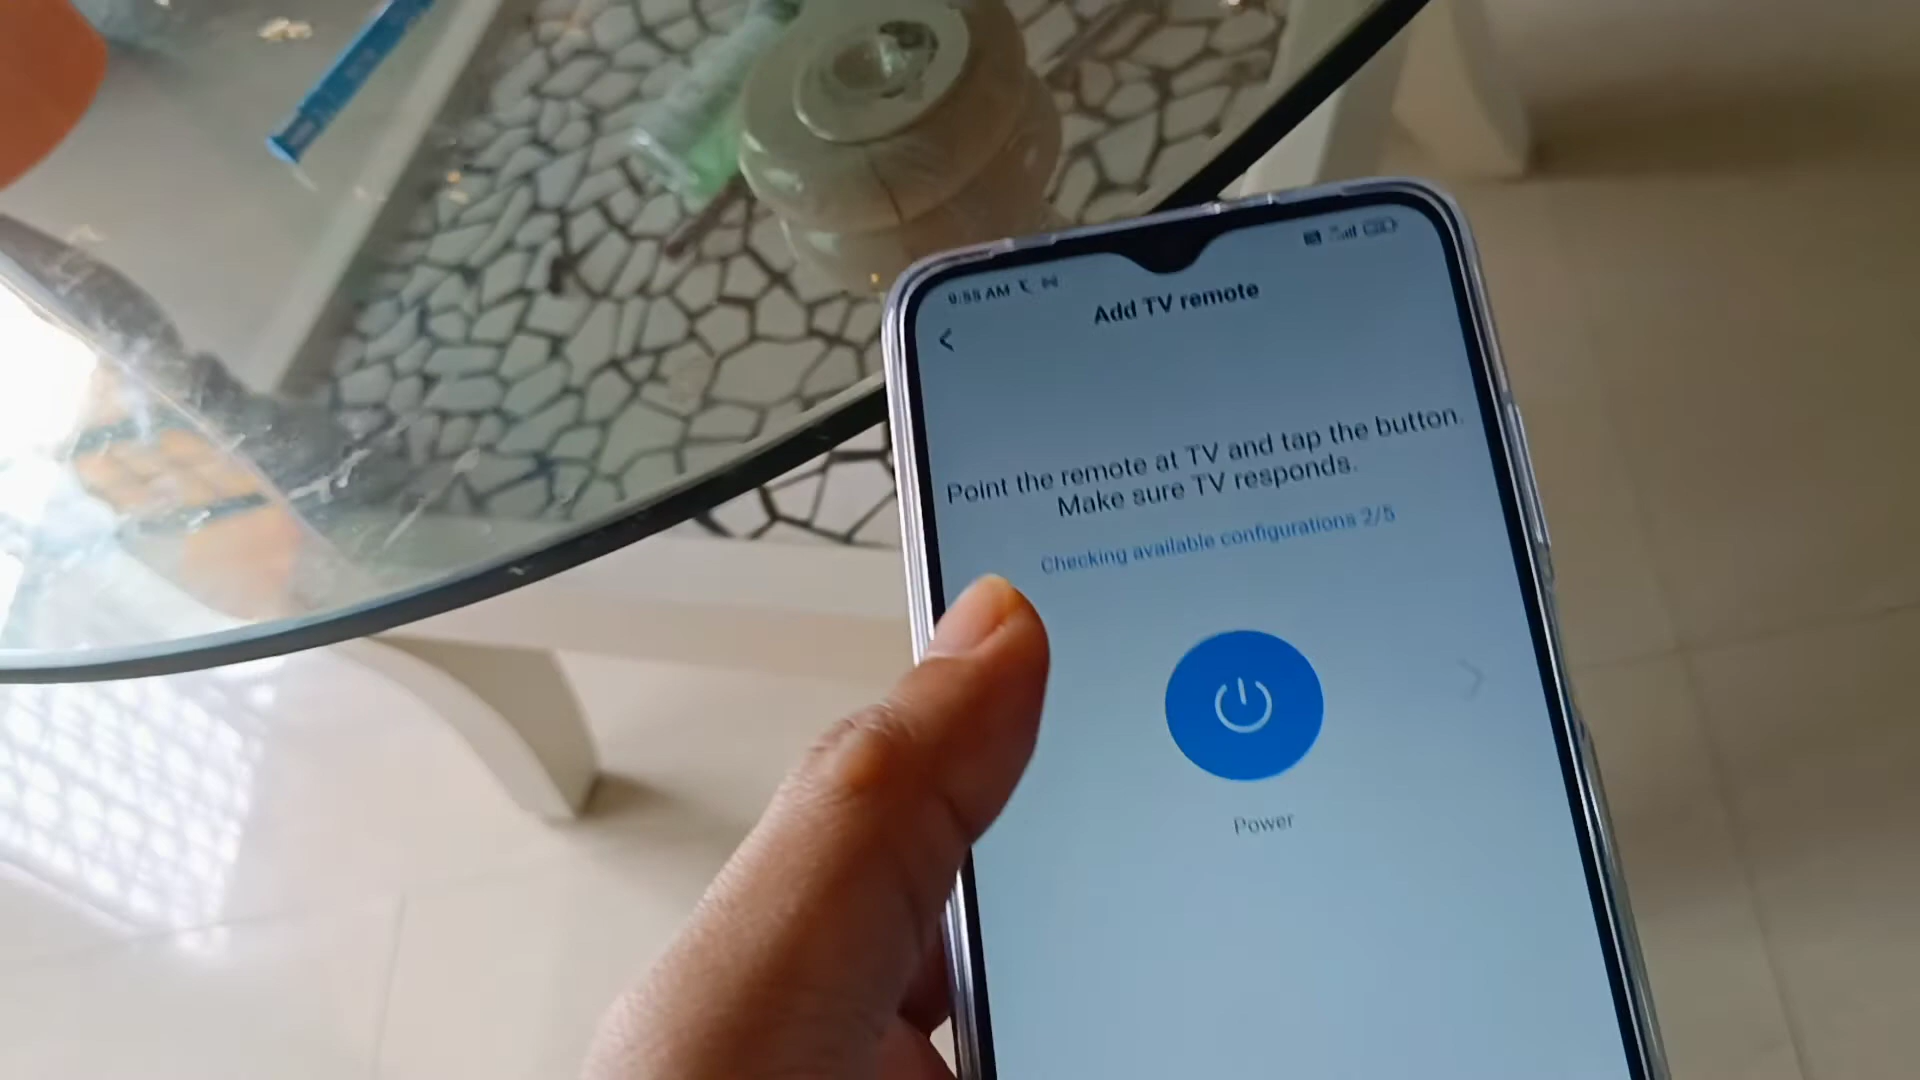 9:55 AM
Add TV remote
Point the remote at TV and tap the button.
Make sure TV responds.
Checking available configurations 2/5
Power